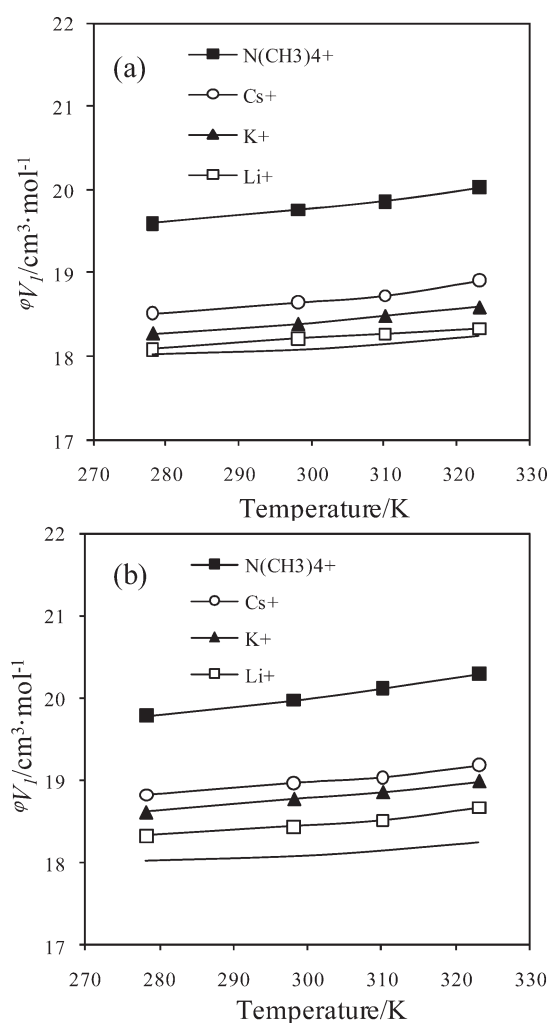 22
(a)
N(CH3)4+
Cs+
K+
Li+
21
20
19
18
17
φV1/cm³·mol⁻¹
270 280 290 300 310 320 330
Temperature/K
22
(b)
N(CH3)4+
Cs+
K+
Li+
21
20
19
18
17
φV1/cm³·mol⁻¹
270 280 290 300 310 320 330
Temperature/K